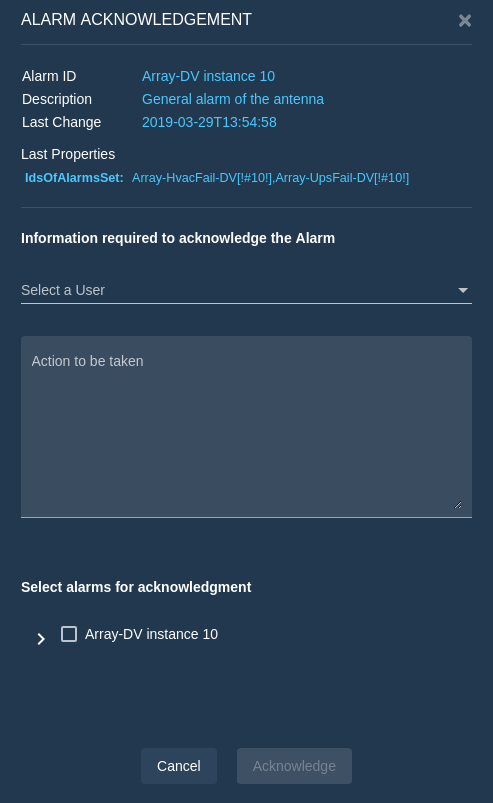 ALARM ACKNOWLEDGEMENT
Alarm ID Array-DV instance 10
Description General alarm of the antenna
Last Change 2019-03-29T13:54:58
Last Properties
IdsOfAlarmsSet: Array-HvacFail-DV[!#10!],Array-UpsFail-DV[!#10!]
Information required to acknowledge the Alarm
Select a User
Action to be taken
Select alarms for acknowledgment
Array-DV instance 10
Cancel Acknowledge